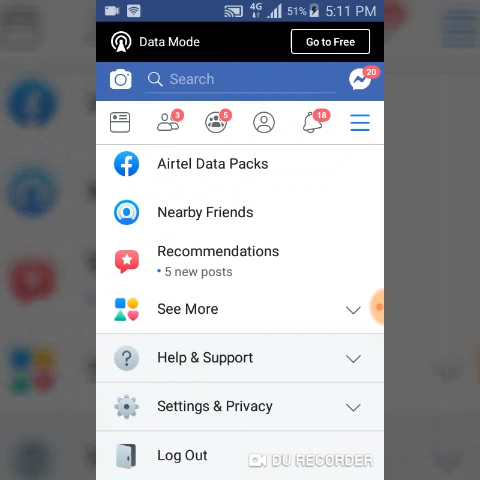 4G 51% 5:11 PM
Data Mode
Go to Free
Search
20
3 5 18
Airtel Data Packs
Nearby Friends
Recommendations
• 5 new posts
See More
Help & Support
Settings & Privacy
Log Out
DU RECORDER